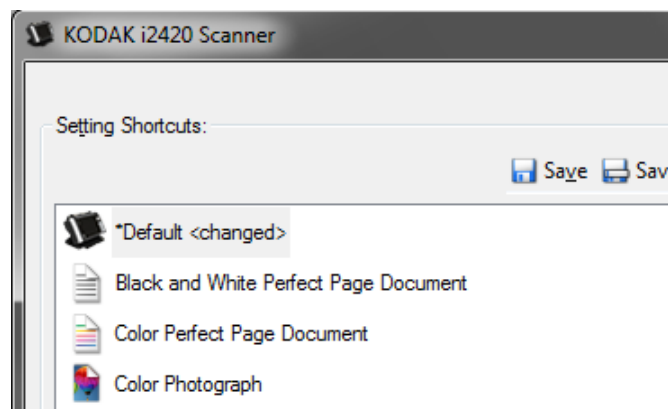 KODAK i2420 Scanner
Setting Shortcuts:
Save Sav
*Default <changed>
Black and White Perfect Page Document
Color Perfect Page Document
Color Photograph